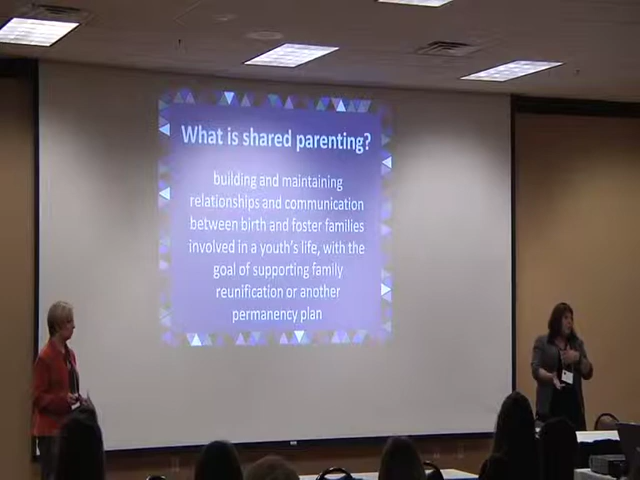 What is shared parenting?
building and maintaining
relationships and communication
between birth and foster families
involved in a youth's life, with the
goal of supporting family
reunification or another
permanency plan